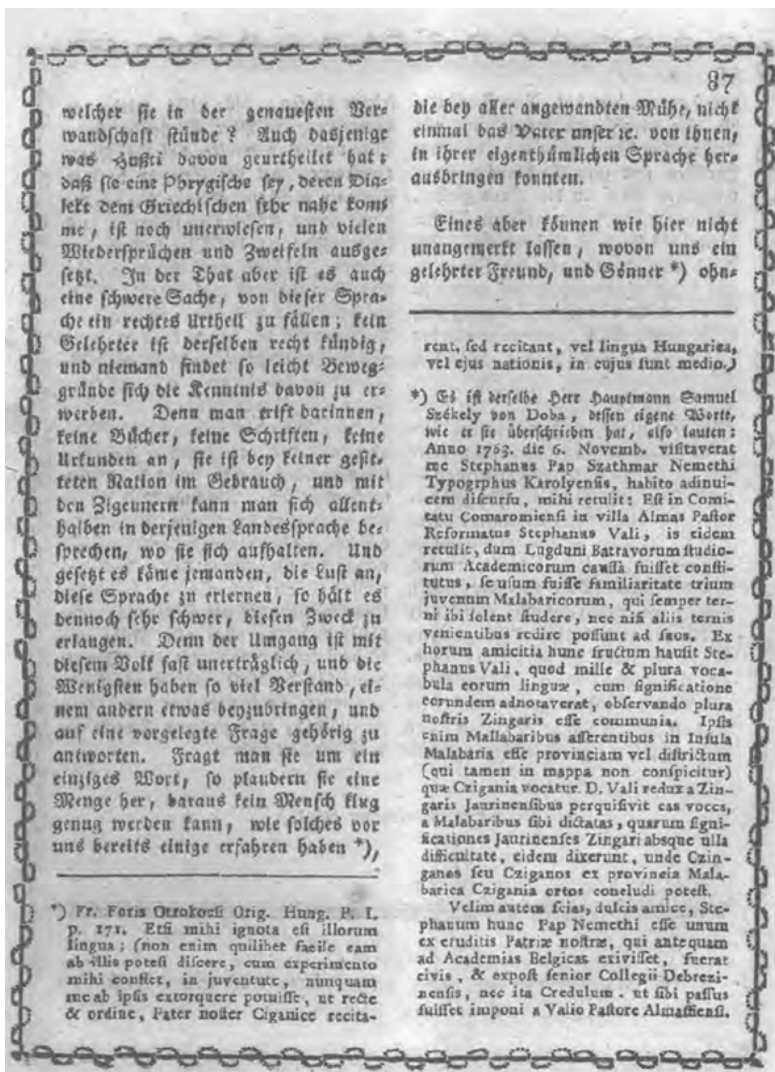 87
welcher sie in der genauesten Ver-
wandschaft stünde? Auch dasjenige
was Hußti davon geurtheilet hat:
daß sie eine Phrygische sey, deren Dia-
lekt dem Griechischen sehr nahe kom̃
me, ist noch unerwiesen, und vielen
Wiedersprüchen und Zweifeln ausge-
setzt. In der That aber ist es auch
eine schwere Sache, von dieser Spra-
che ein rechtes Urtheil zu fällen; kein
Gelehrter ist derselben recht kündig,
und niemand findet so leicht Beweg-
gründe sich die Kenntnis davon zu er-
werben. Denn man trift darinnen,
keine Bücher, keine Schriften, keine
Urkunden an, sie ist bey keiner gesit-
teten Nation im Gebrauch, und mit
den Zigeunern kann man sich allent-
halben in derjenigen Landessprache be-
sprechen, wo sie sich aufhalten. Und
gesetzt es käme jemanden, die Lust an,
diese Sprache zu erlernen, so hält es
dennoch sehr schwer, diesen Zweck zu
erlangen. Denn der Umgang ist mit
diesem Volk fast unerträglich, und die
Wenigsten haben so viel Verstand, ei-
nem andern etwas beyzubringen, und
auf eine vorgelegte Frage gehörig zu
antworten. Fragt man sie um ein
einziges Wort, so plaudern sie eine
Menge her, daraus kein Mensch klug
genug werden kann, wie solches vor
uns bereits einige erfahren haben *),
*) Fr. Foris Otrokocsi Orig. Hung. P. I.
p. 171. Etsi mihi ignota est illorum
lingua; (non enim quilibet facile eam
ab illis potest discere, cum experimento
mihi constet, in juventute, nunquam
me ab ipsis extorquere potuisse, ut recte
& ordine, Pater noster Ciganice recita-
die bey aller angewandten Mühe, nicht
einmal das Vater unser ıc. von ihnen,
in ihrer eigenthümlichen Sprache her-
ausbringen konnten.
Eines aber können wir hier nicht
unangemerkt lassen, wovon uns ein
gelehrter Freund, und Gönner *) ohn-
rent, sed recitant, vel lingua Hungarica,
vel ejus nationis, in cujus sunt medio.)
*) Es ist derselbe Herr Hauptmann Samuel
Székely von Doba, dessen eigene Worte,
wie er sie überschrieben hat, also lauten:
Anno 1763. die 6. Novemb. visitaverat
me Stephanus Pap Szathmar Nemethi
Typogrphus Karolyensis, habito adinui-
cem discursu, mihi retulit: Est in Comi-
tatu Comaromiensi in villa Almas Pastor
Reformatus Stephanus Vali, is eidem
retulit, dum Lugduni Batravorum studio-
rum Academicorum caussà fuisset consti-
tutus, se usum fuisse familiaritate trium
juvenum Malabaricorum, qui semper ter-
ni ibi solent studere, nec nisi aliis ternis
venientibus redire possunt ad suos. Ex
horum amicitia hunc fructum hausit Ste-
phanus Vali, quod mille & plura voca-
bula eorum linguæ, cum significatione
eorundem adnotaverat, observando plura
nostris Zingaris esse communia. Ipsis
enim Mallabaribus asserentibus in Insula
Malabaria esse provinciam vel districtum
(qui tamen in mappa non conspicitur)
quæ Czigania vocatur. D. Vali redux a Zin-
garis Jaurinensibus perquisivit eas voces,
a Malabaribus sibi dictatas, quarum signi-
ficationes Jaurinenses Zingari absque ulla
difficultate, eidem dixerunt, unde Czin-
ganos seu Cziganos ex provincia Mala-
barica Czigania ortos concludi potest.
Velim autem scias, dulcis amice, Ste-
phanum hunc Pap Nemethi esse unum
ex eruditis Patriæ nostræ, qui antequam
ad Academias Belgicas exivisset, fuerat
civis, & expost senior Collegii Debrezi-
nensis, nec ita Credulum. ut sibi passus
fuisset imponi a Valio Pastore Almassiensi.